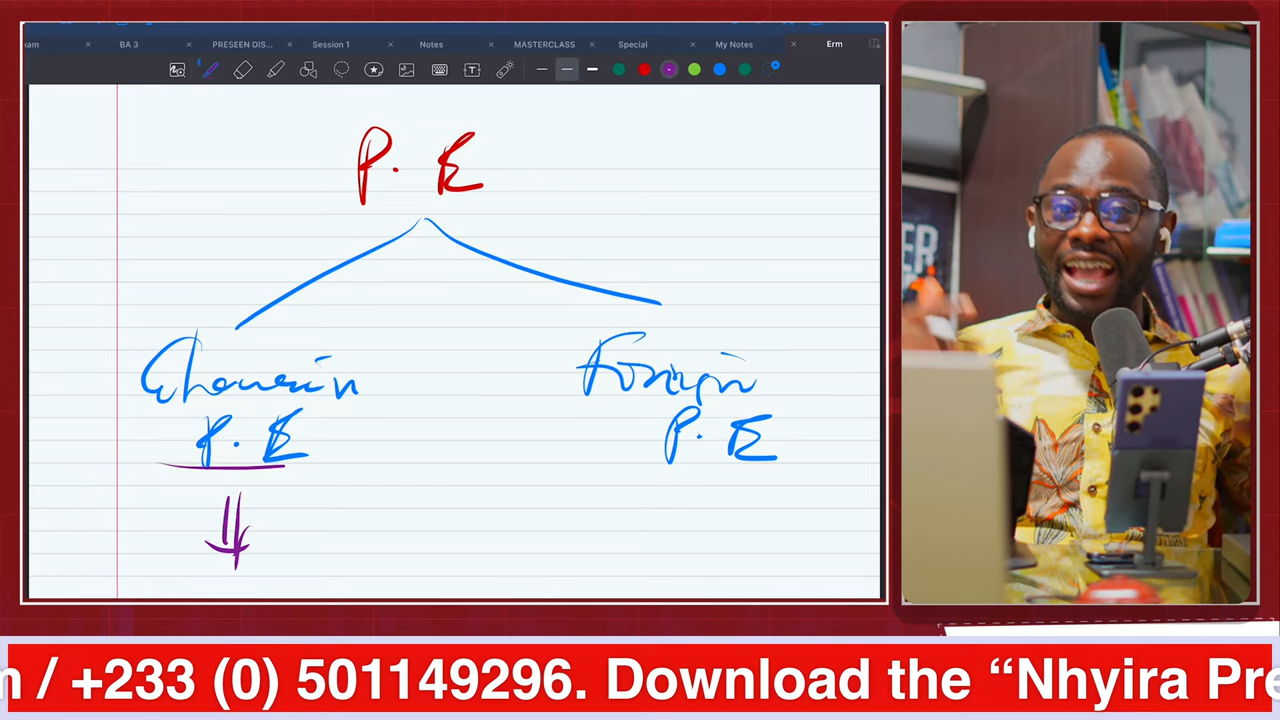 am BA 3 PRESEEN DIS... Session 1 Notes MASTERCLASS Special My Notes Erm
P. E
Ghanaian Foreign
P. E P. E
m / +233 (0) 501149296. Download the “Nhyira Pre